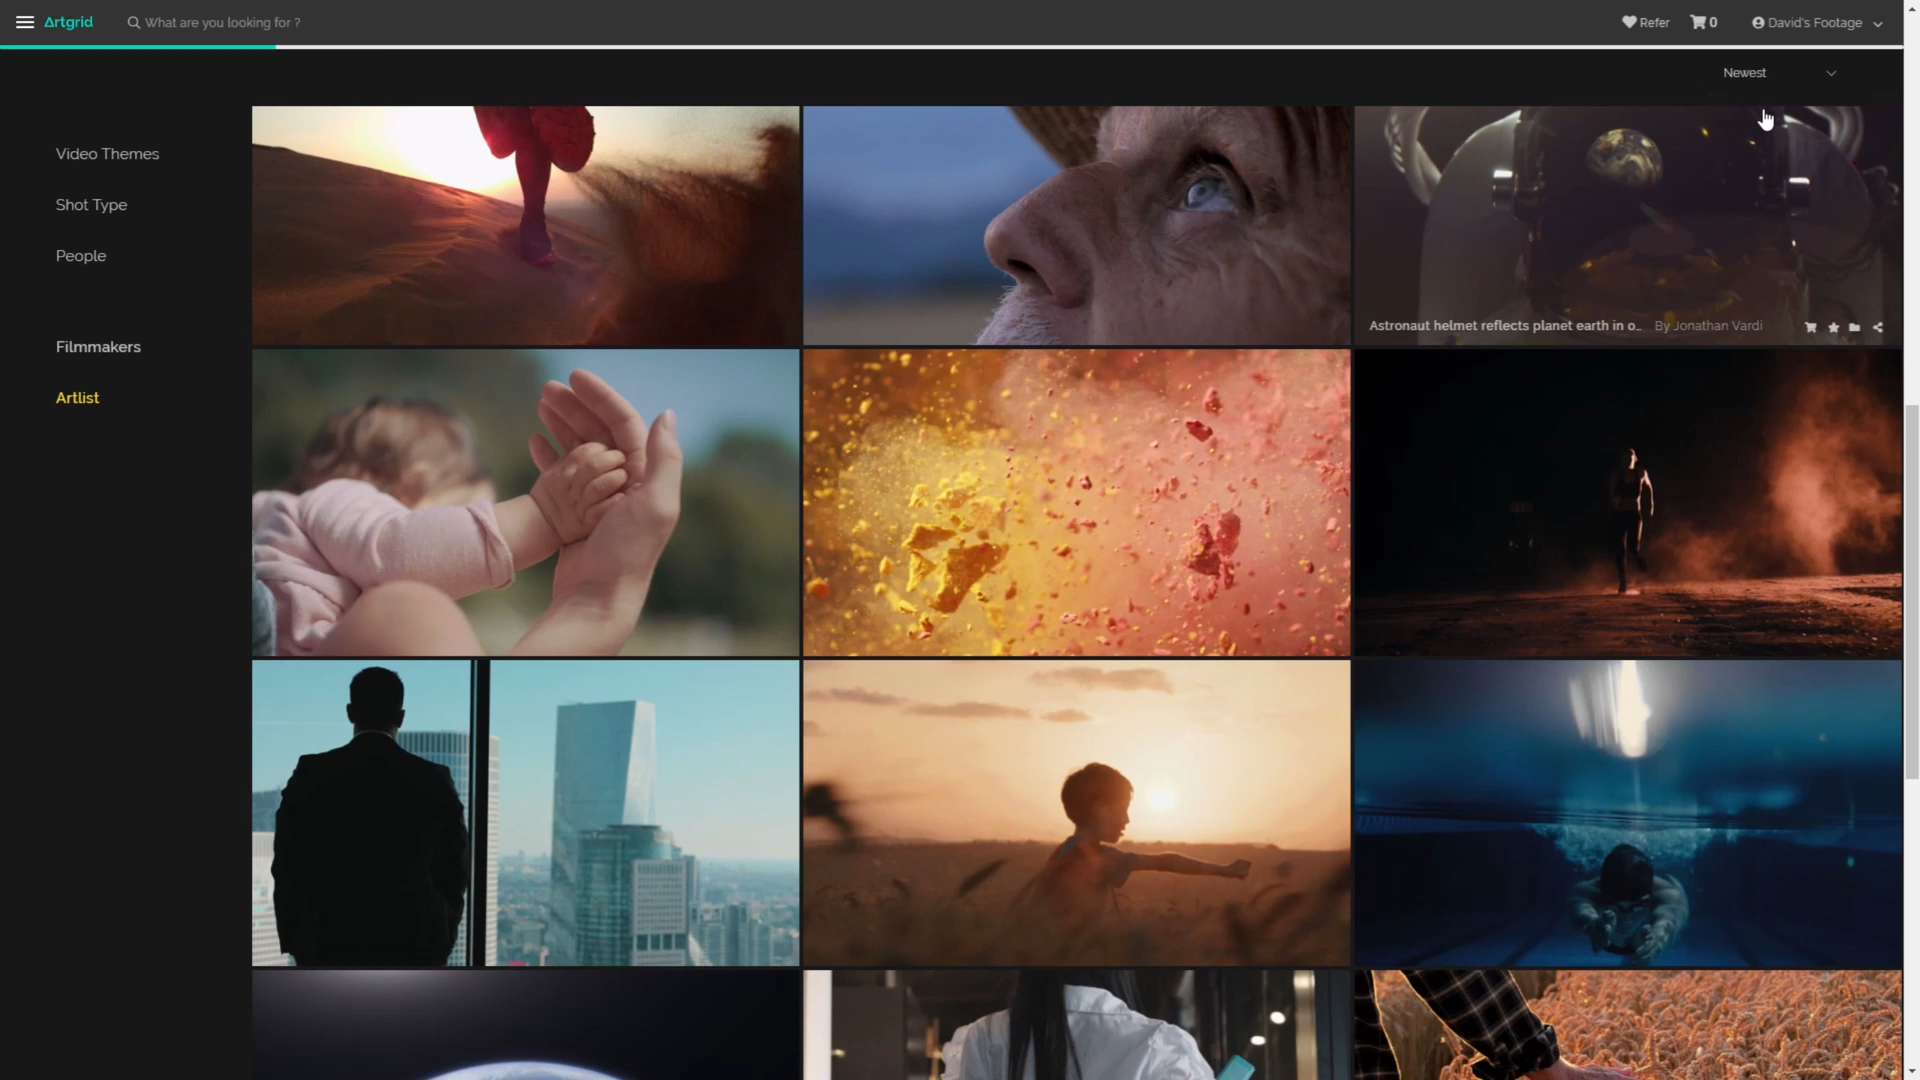 Artgrid
What are you looking for ?
Refer
0
David's Footage
Newest
Video Themes
Shot Type
People
Filmmakers
Artlist
Astronaut helmet reflects planet earth in o... By Jonathan Vardi